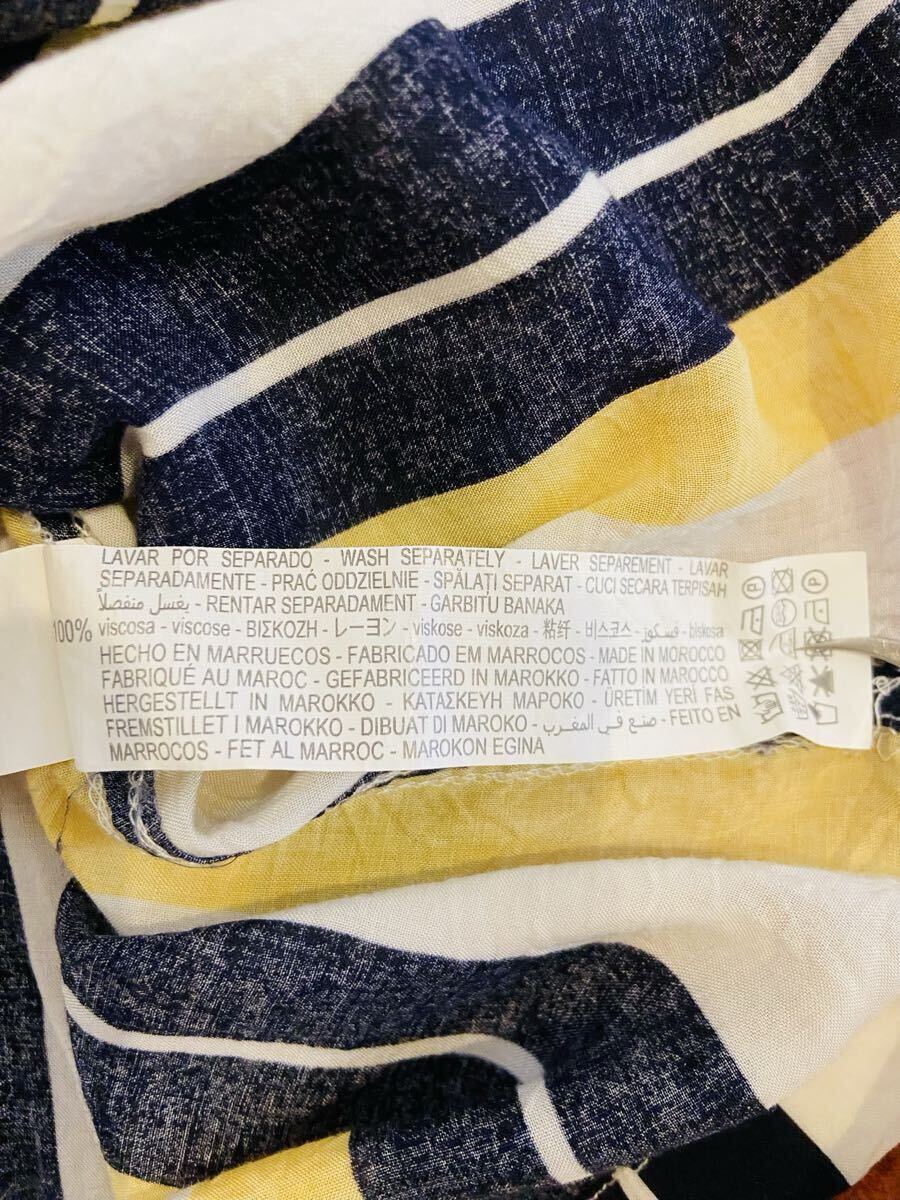 LAVAR POR SEPARADO - WASH SEPARATELY - LAVER SEPAREMENT - LAVAR
SEPARADAMENTE - PRAĆ ODDZIELNIE - SPĂLAȚI SEPARAT - CUCI SECARA TERPISAH
يغسل منفصلاً - RENTAR SEPARADAMENT - GARBITU BANAKA
100% viscosa - viscose - ΒΙΣΚΟΖΗ - レーヨン - viskose - viskoza - 粘纤 - 비스코스 - فسكوز - biskosa
HECHO EN MARRUECOS - FABRICADO EM MARROCOS - MADE IN MOROCCO
FABRIQUÉ AU MAROC - GEFABRICEERD IN MAROKKO - FATTO IN MAROCCO
HERGESTELLT IN MAROKKO - ΚΑΤΑΣΚΕΥΗ ΜΑΡΟΚΟ - ÜRETIM YERİ FAS
FREMSTILLET I MAROKKO - DIBUAT DI MAROKO - صنع في المغرب - FEITO EN
MARROCOS - FET AL MARROC - MAROKON EGINA